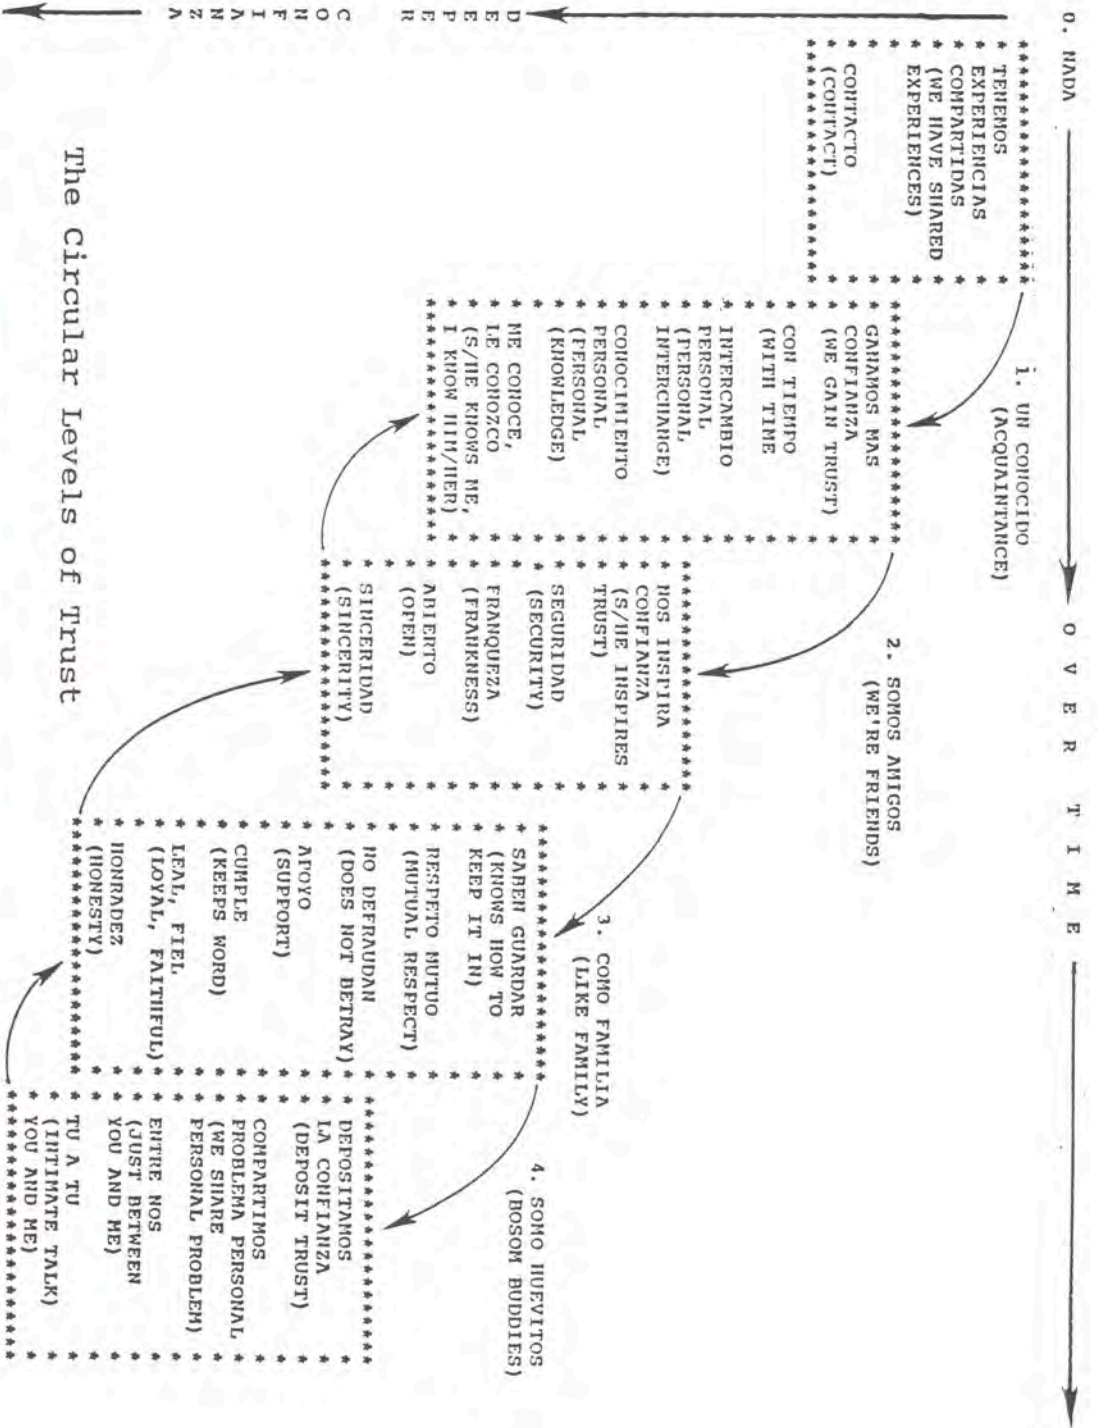 0. NADA
O V E R T I M E
1. UN CONOCIDO
(ACQUAINTANCE)
2. SOMOS AMIGOS
(WE'RE FRIENDS)
3. COMO FAMILIA
(LIKE FAMILY)
4. SOMO HUEVITOS
(BOSOM BUDDIES)
****************************
* TENEMOS *
* EXPERIENCIAS *
* COMPARTIDAS *
* (WE HAVE SHARED *
* EXPERIENCES) *
* *
* CONTACTO *
* (CONTACT) *
****************************
****************************
* GANAMOS MAS *
* CONFIANZA *
* (WE GAIN TRUST) *
* *
* CON TIEMPO *
* (WITH TIME) *
* *
* INTERCAMBIO *
* PERSONAL *
* (PERSONAL *
* INTERCHANGE) *
* *
* CONOCIMIENTO *
* PERSONAL *
* (PERSONAL *
* (KNOWLEDGE) *
* *
* ME CONOCE, *
* LE CONOZCO *
* (S/HE KNOWS ME, *
* I KNOW HIM/HER) *
****************************
****************************
* NOS INSPIRA *
* CONFIANZA *
* (S/HE INSPIRES *
* TRUST) *
* *
* SEGURIDAD *
* (SECURITY) *
* *
* FRANQUEZA *
* (FRANKNESS) *
* *
* ABIERTO *
* (OPEN) *
* *
* SINCERIDAD *
* (SINCERITY) *
****************************
****************************
* SABEN GUARDAR *
* (KNOWS HOW TO *
* KEEP IT IN) *
* *
* RESPETO MUTUO *
* (MUTUAL RESPECT) *
* *
* NO DEFRAUDAN *
* (DOES NOT BETRAY) *
* *
* APOYO *
* (SUPPORT) *
* *
* CUMPLE *
* (KEEPS WORD) *
* *
* LEAL, FIEL *
* (LOYAL, FAITHFUL) *
* *
* HONRADEZ *
* (HONESTY) *
****************************
****************************
* DEPOSITAMOS *
* LA CONFIANZA *
* (DEPOSIT TRUST) *
* *
* COMPARTIMOS *
* PROBLEMA PERSONAL *
* (WE SHARE *
* PERSONAL PROBLEM) *
* *
* ENTRE NOS *
* (JUST BETWEEN *
* YOU AND ME) *
* *
* TU A TU *
* (INTIMATE TALK) *
* YOU AND ME) *
****************************
D
E
E
P
E
R
C
O
N
F
I
A
N
Z
A
The Circular Levels of Trust